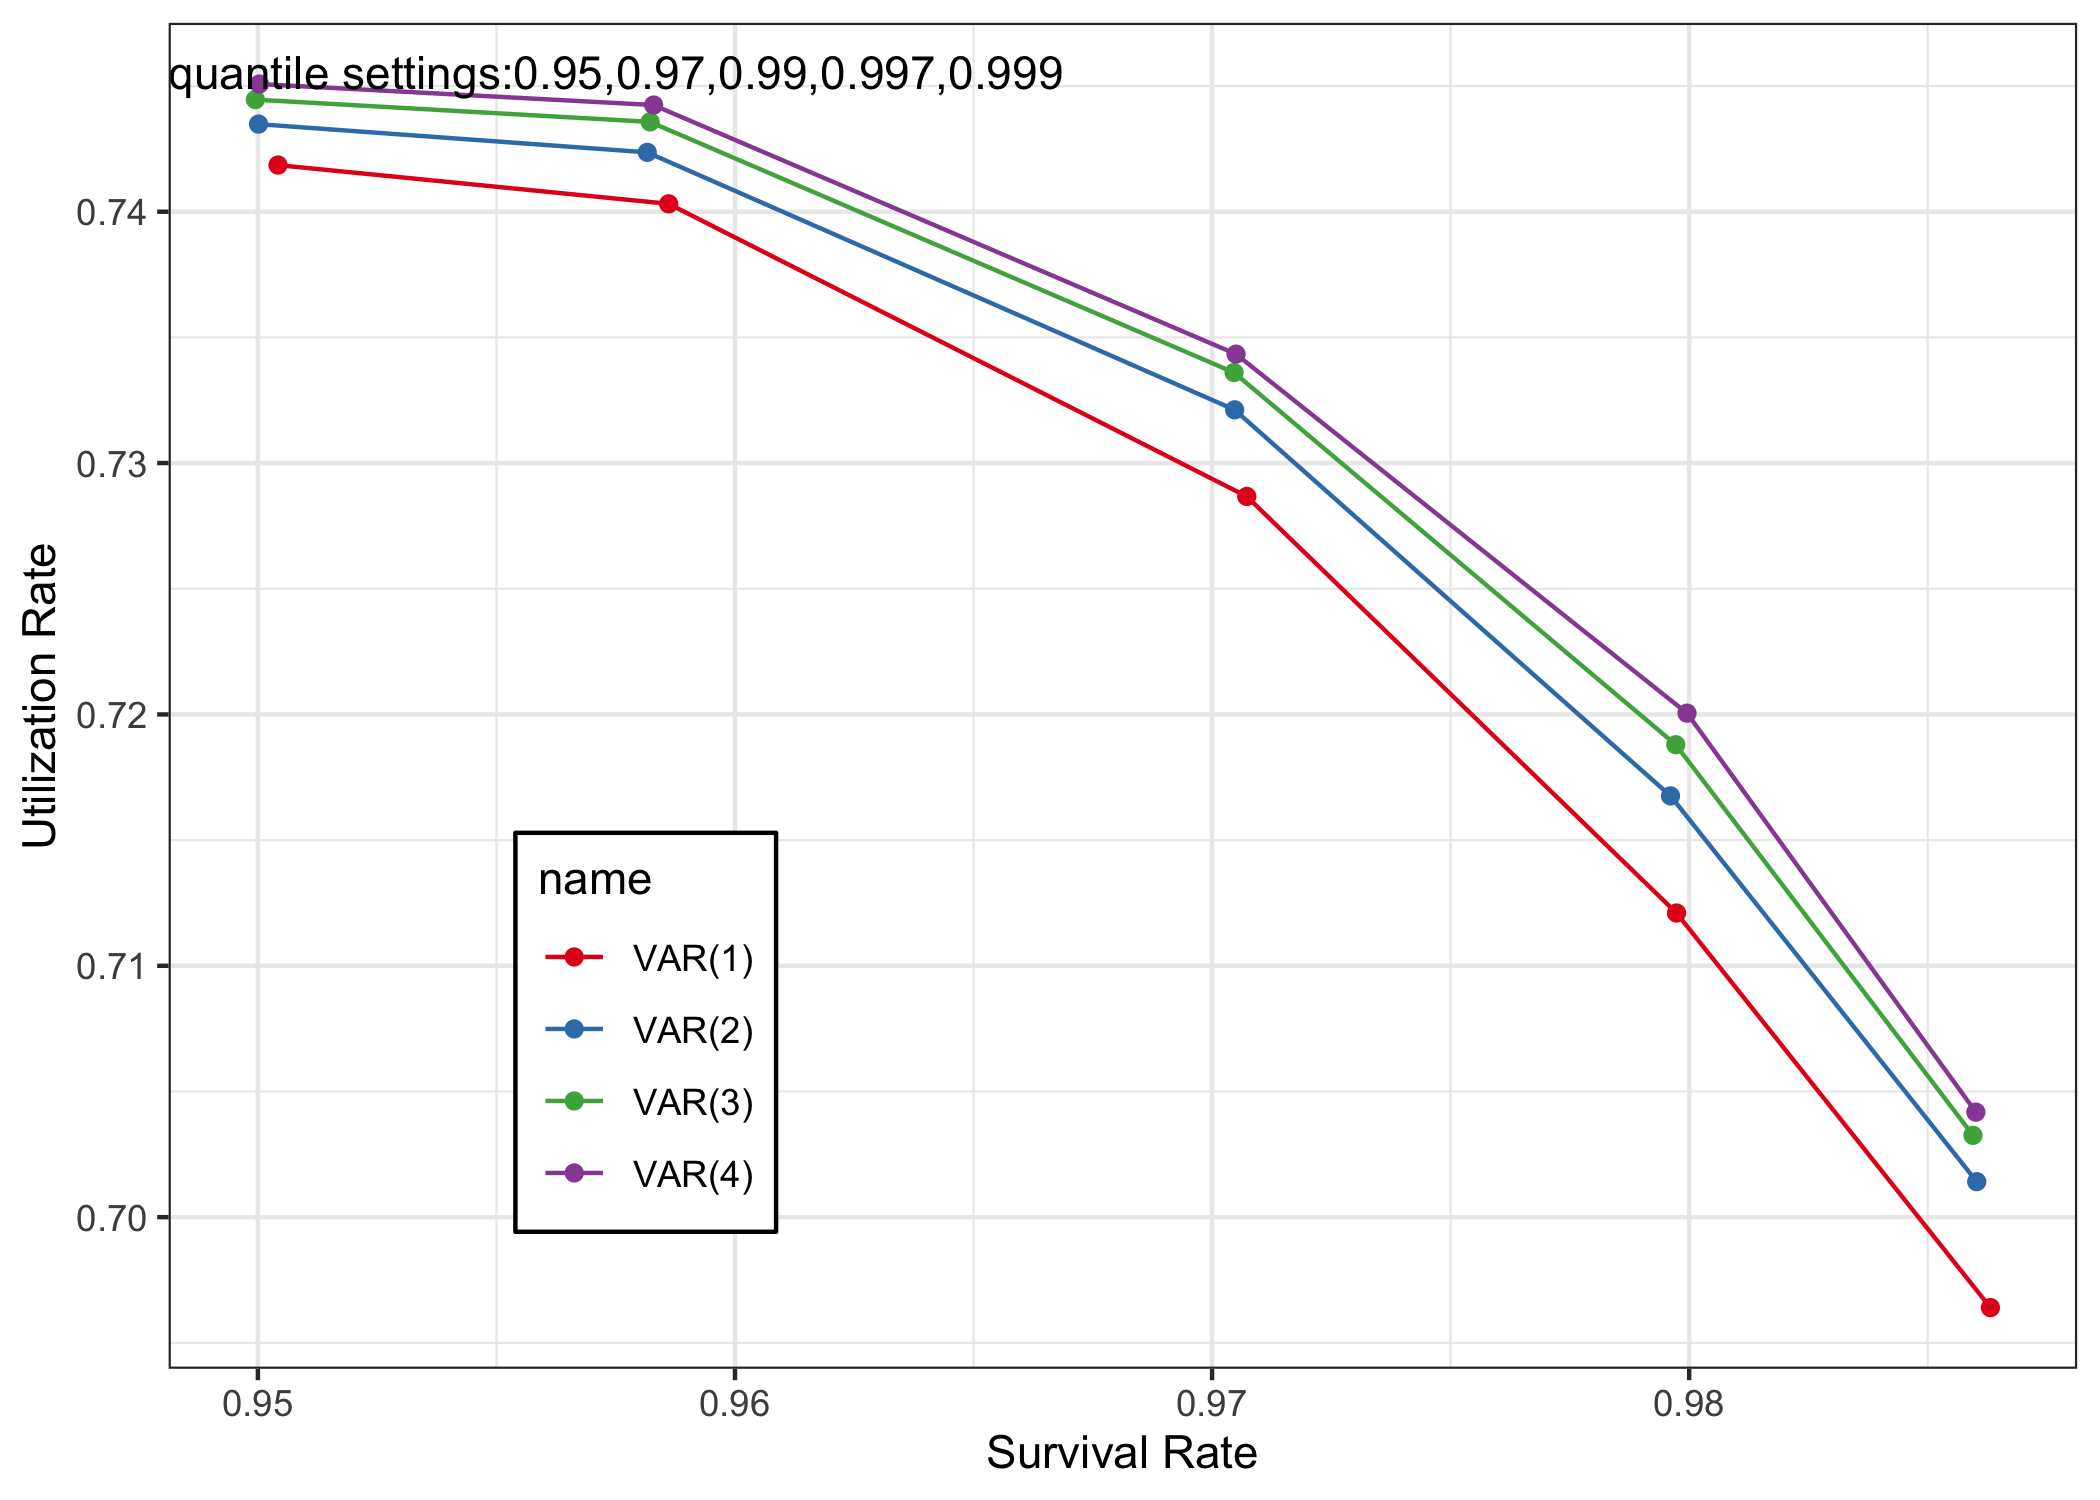 quantile settings:0.95,0.97,0.99,0.997,0.999
0.74
0.73
0.72
0.71
0.70
Utilization Rate
name
VAR(1)
VAR(2)
VAR(3)
VAR(4)
0.95 0.96 0.97 0.98
Survival Rate